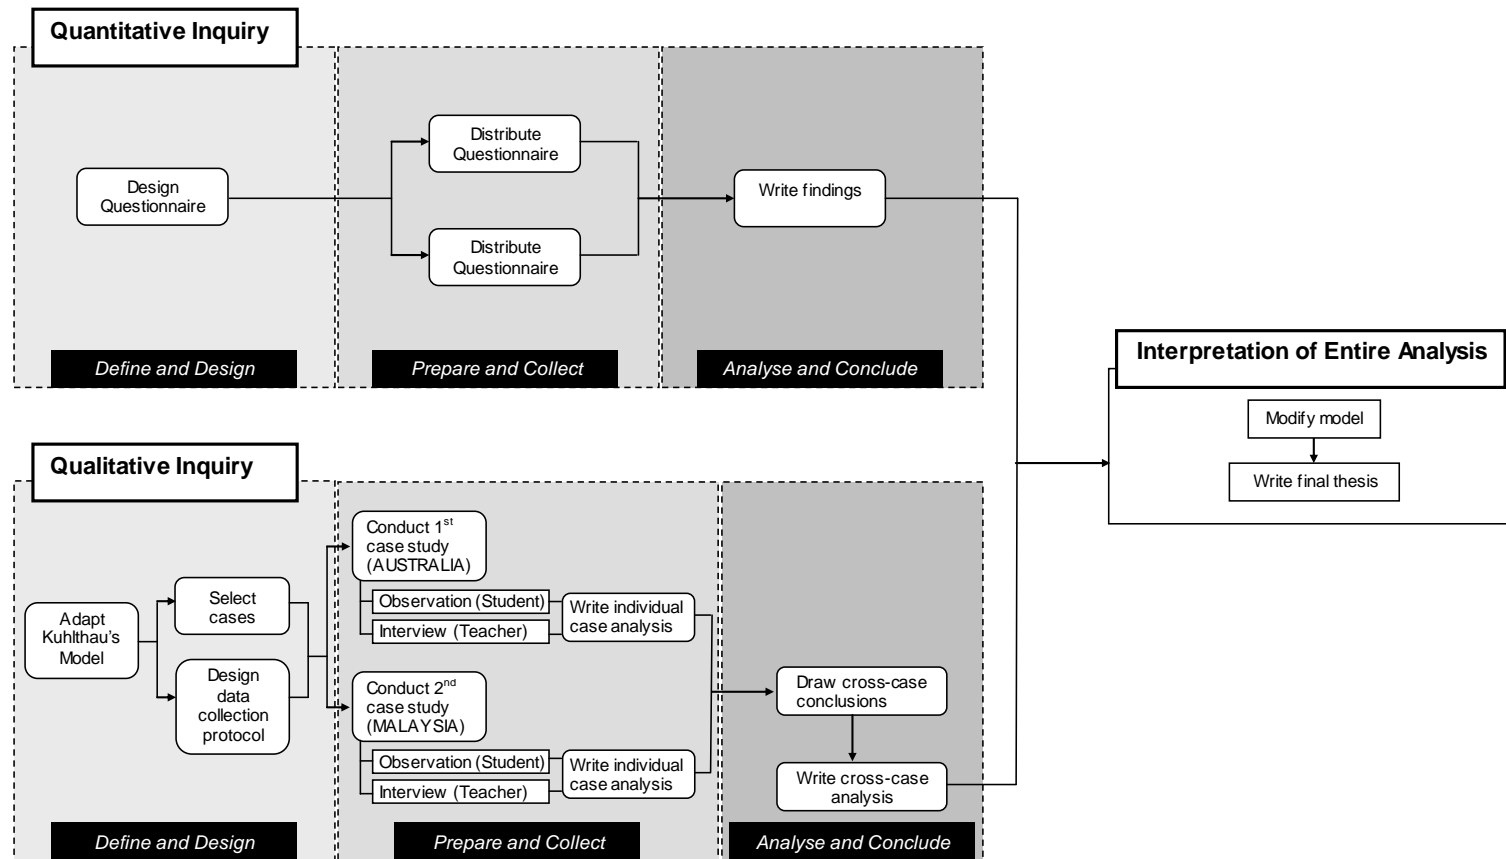 Quantitative Inquiry
Design
Questionnaire
Distribute
Questionnaire
Distribute
Questionnaire
Write findings
Define and Design
Prepare and Collect
Analyse and Conclude
Interpretation of Entire Analysis
Modify model
Write final thesis
Qualitative Inquiry
Adapt
Kuhlthau's
Model
Select
cases
Design
data
collection
protocol
Conduct 1st
case study
(AUSTRALIA)
Observation (Student)
Interview (Teacher)
Write individual
case analysis
Conduct 2nd
case study
(MALAYSIA)
Observation (Student)
Interview (Teacher)
Write individual
case analysis
Draw cross-case
conclusions
Write cross-case
analysis
Define and Design
Prepare and Collect
Analyse and Conclude